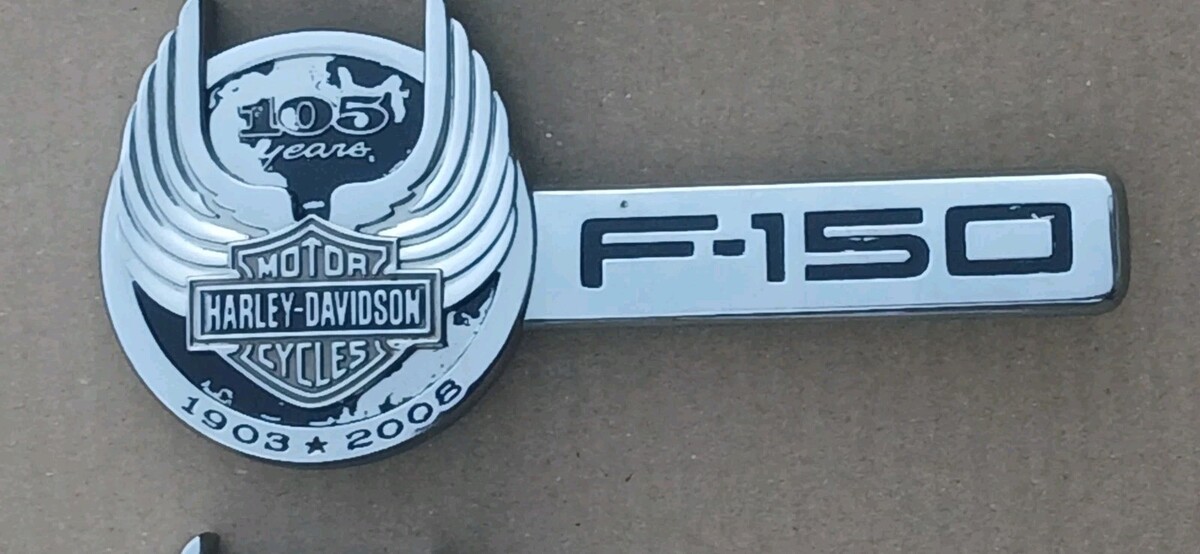 105
years
MOTOR
HARLEY-DAVIDSON
CYCLES
1903 ★ 2008
F-150